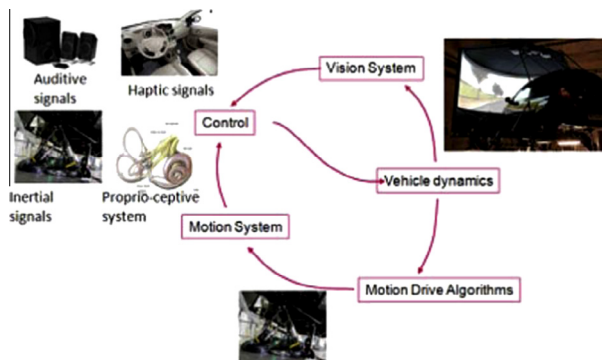 Auditive
signals
Haptic signals
Vision System
Control
Vehicle dynamics
Inertial
signals
Proprio-ceptive
system
Motion System
Motion Drive Algorithms